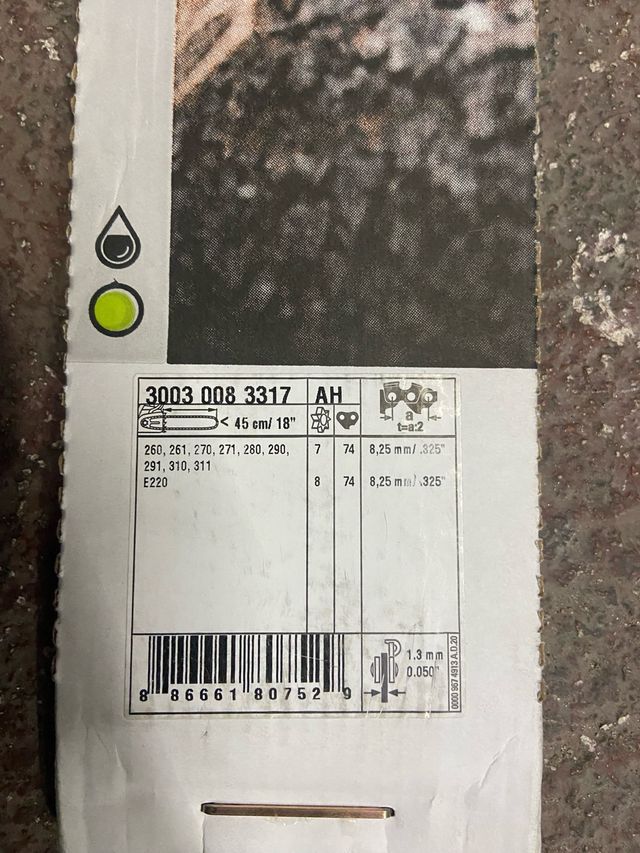 3003 008 3317 AH
< 45 cm/ 18" a
t=a:2
260, 261, 270, 271, 280, 290, 7 74 8,25 mm/ .325"
291, 310, 311
E220 8 74 8,25 mm/ .325"
1.3 mm
0.050"
8 86661 80752 9
0000 967 4913 A.D.20